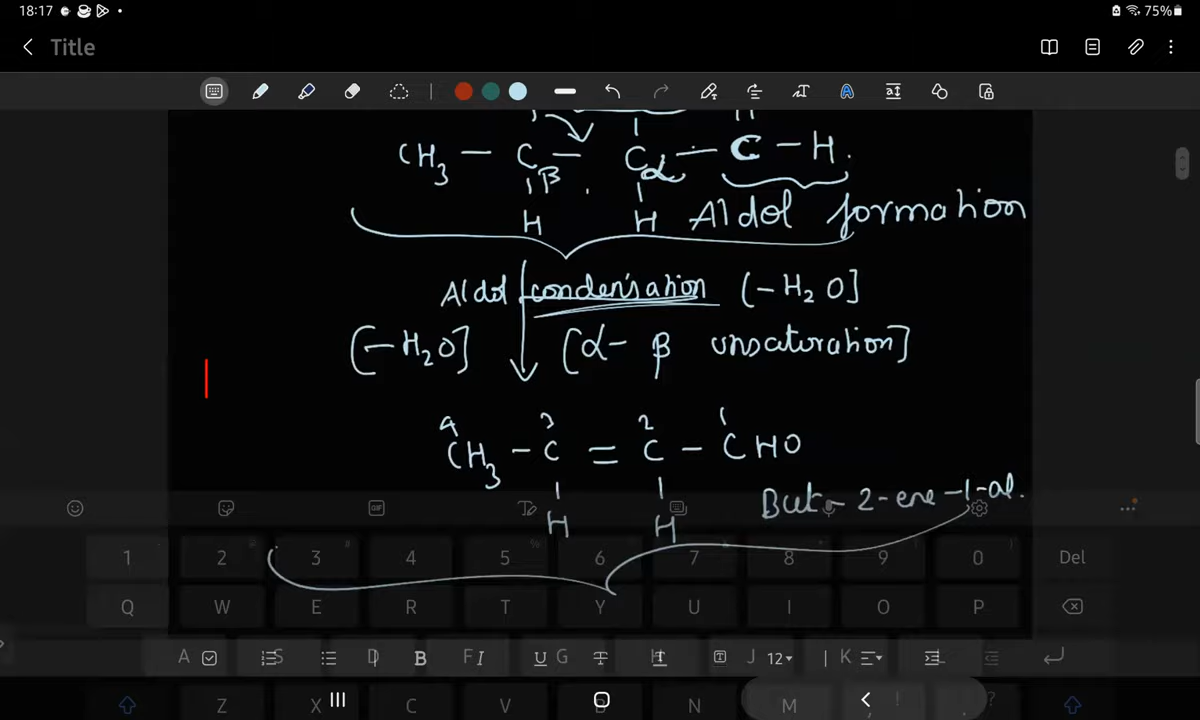 18:17 75%
Title
CH3 — C — C — C — H.
β α
H H Aldol formation
Aldol condensation (-H2O]
[-H2O] [α- β unsaturation]
4 3 2 1
CH3 - C = C - CHO
H H But-2-ene-1-al.
GIF
1 2 3 4 5 6 7 8 9 0 Del
Q W E R T Y U I O P
A S D F G H J K L
B I U T T 12
Z X C V B N M , ! . ?